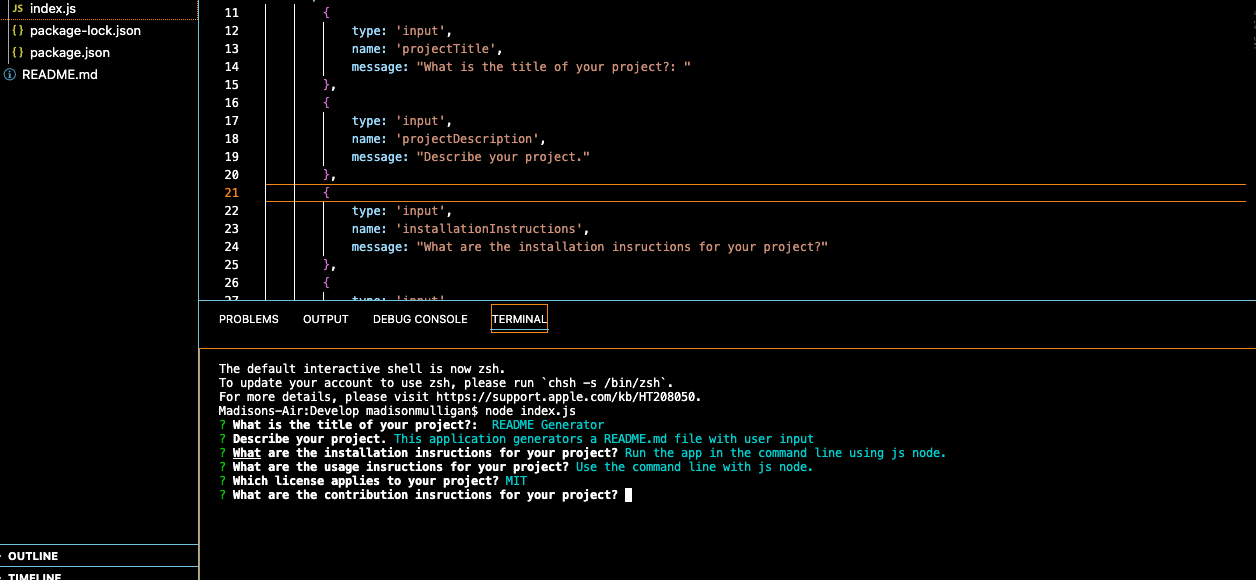 JS index.js
{} package-lock.json
{} package.json
README.md
OUTLINE
TIMELINE
11 {
12 type: 'input',
13 name: 'projectTitle',
14 message: "What is the title of your project?: "
15 },
16 {
17 type: 'input',
18 name: 'projectDescription',
19 message: "Describe your project."
20 },
21 {
22 type: 'input',
23 name: 'installationInstructions',
24 message: "What are the installation insructions for your project?"
25 },
26 {
27 type: 'input'
PROBLEMS OUTPUT DEBUG CONSOLE TERMINAL
The default interactive shell is now zsh.
To update your account to use zsh, please run `chsh -s /bin/zsh`.
For more details, please visit https://support.apple.com/kb/HT208050.
Madisons-Air:Develop madisonmulligan$ node index.js
? What is the title of your project?: README Generator
? Describe your project. This application generators a README.md file with user input
? What are the installation insructions for your project? Run the app in the command line using js node.
? What are the usage insructions for your project? Use the command line with js node.
? Which license applies to your project? MIT
? What are the contribution insructions for your project?